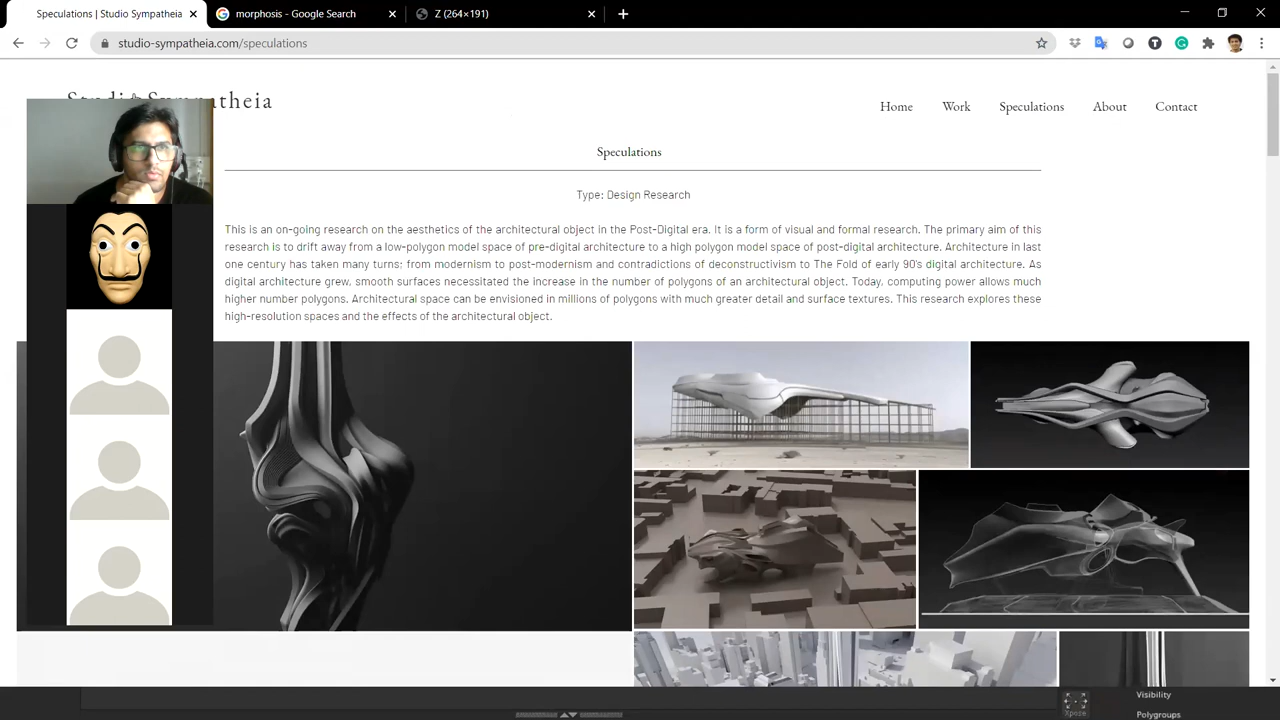 Speculations | Studio Sympatheia
morphosis - Google Search
Z (264×191)
studio-sympatheia.com/speculations
Studio Sympatheia
Home
Work
Speculations
About
Contact
Speculations
Type: Design Research
This is an on-going research on the aesthetics of the architectural object in the Post-Digital era. It is a form of visual and formal research. The primary aim of this
research is to drift away from a low-polygon model space of pre-digital architecture to a high polygon model space of post-digital architecture. Architecture in last
one century has taken many turns; from modernism to post-modernism and contradictions of deconstructivism to The Fold of early 90's digital architecture. As
digital architecture grew, smooth surfaces necessitated the increase in the number of polygons of an architectural object. Today, computing power allows much
higher number polygons. Architectural space can be envisioned in millions of polygons with much greater detail and surface textures. This research explores these
high-resolution spaces and the effects of the architectural object.
Visibility
Xpose
Polygroups